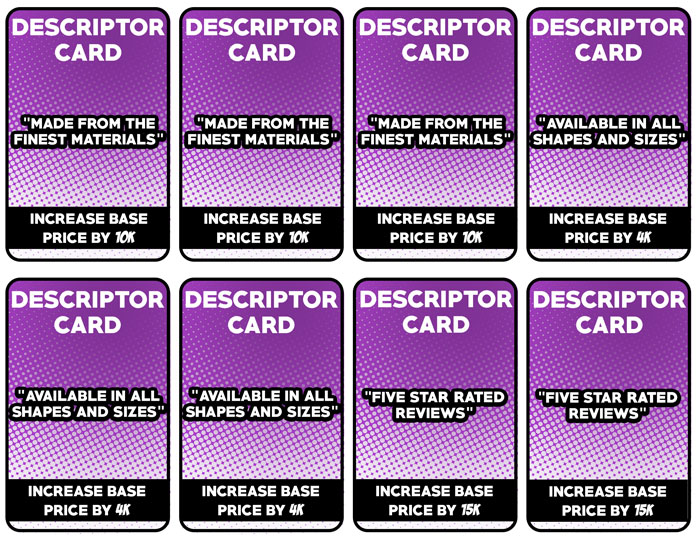 DESCRIPTOR
CARD
"MADE FROM THE
FINEST MATERIALS"
INCREASE BASE
PRICE BY 10K
DESCRIPTOR
CARD
"MADE FROM THE
FINEST MATERIALS"
INCREASE BASE
PRICE BY 10K
DESCRIPTOR
CARD
"MADE FROM THE
FINEST MATERIALS"
INCREASE BASE
PRICE BY 10K
DESCRIPTOR
CARD
"AVAILABLE IN ALL
SHAPES AND SIZES"
INCREASE BASE
PRICE BY 4K
DESCRIPTOR
CARD
"AVAILABLE IN ALL
SHAPES AND SIZES"
INCREASE BASE
PRICE BY 4K
DESCRIPTOR
CARD
"AVAILABLE IN ALL
SHAPES AND SIZES"
INCREASE BASE
PRICE BY 4K
DESCRIPTOR
CARD
"FIVE STAR RATED
REVIEWS"
INCREASE BASE
PRICE BY 15K
DESCRIPTOR
CARD
"FIVE STAR RATED
REVIEWS"
INCREASE BASE
PRICE BY 15K